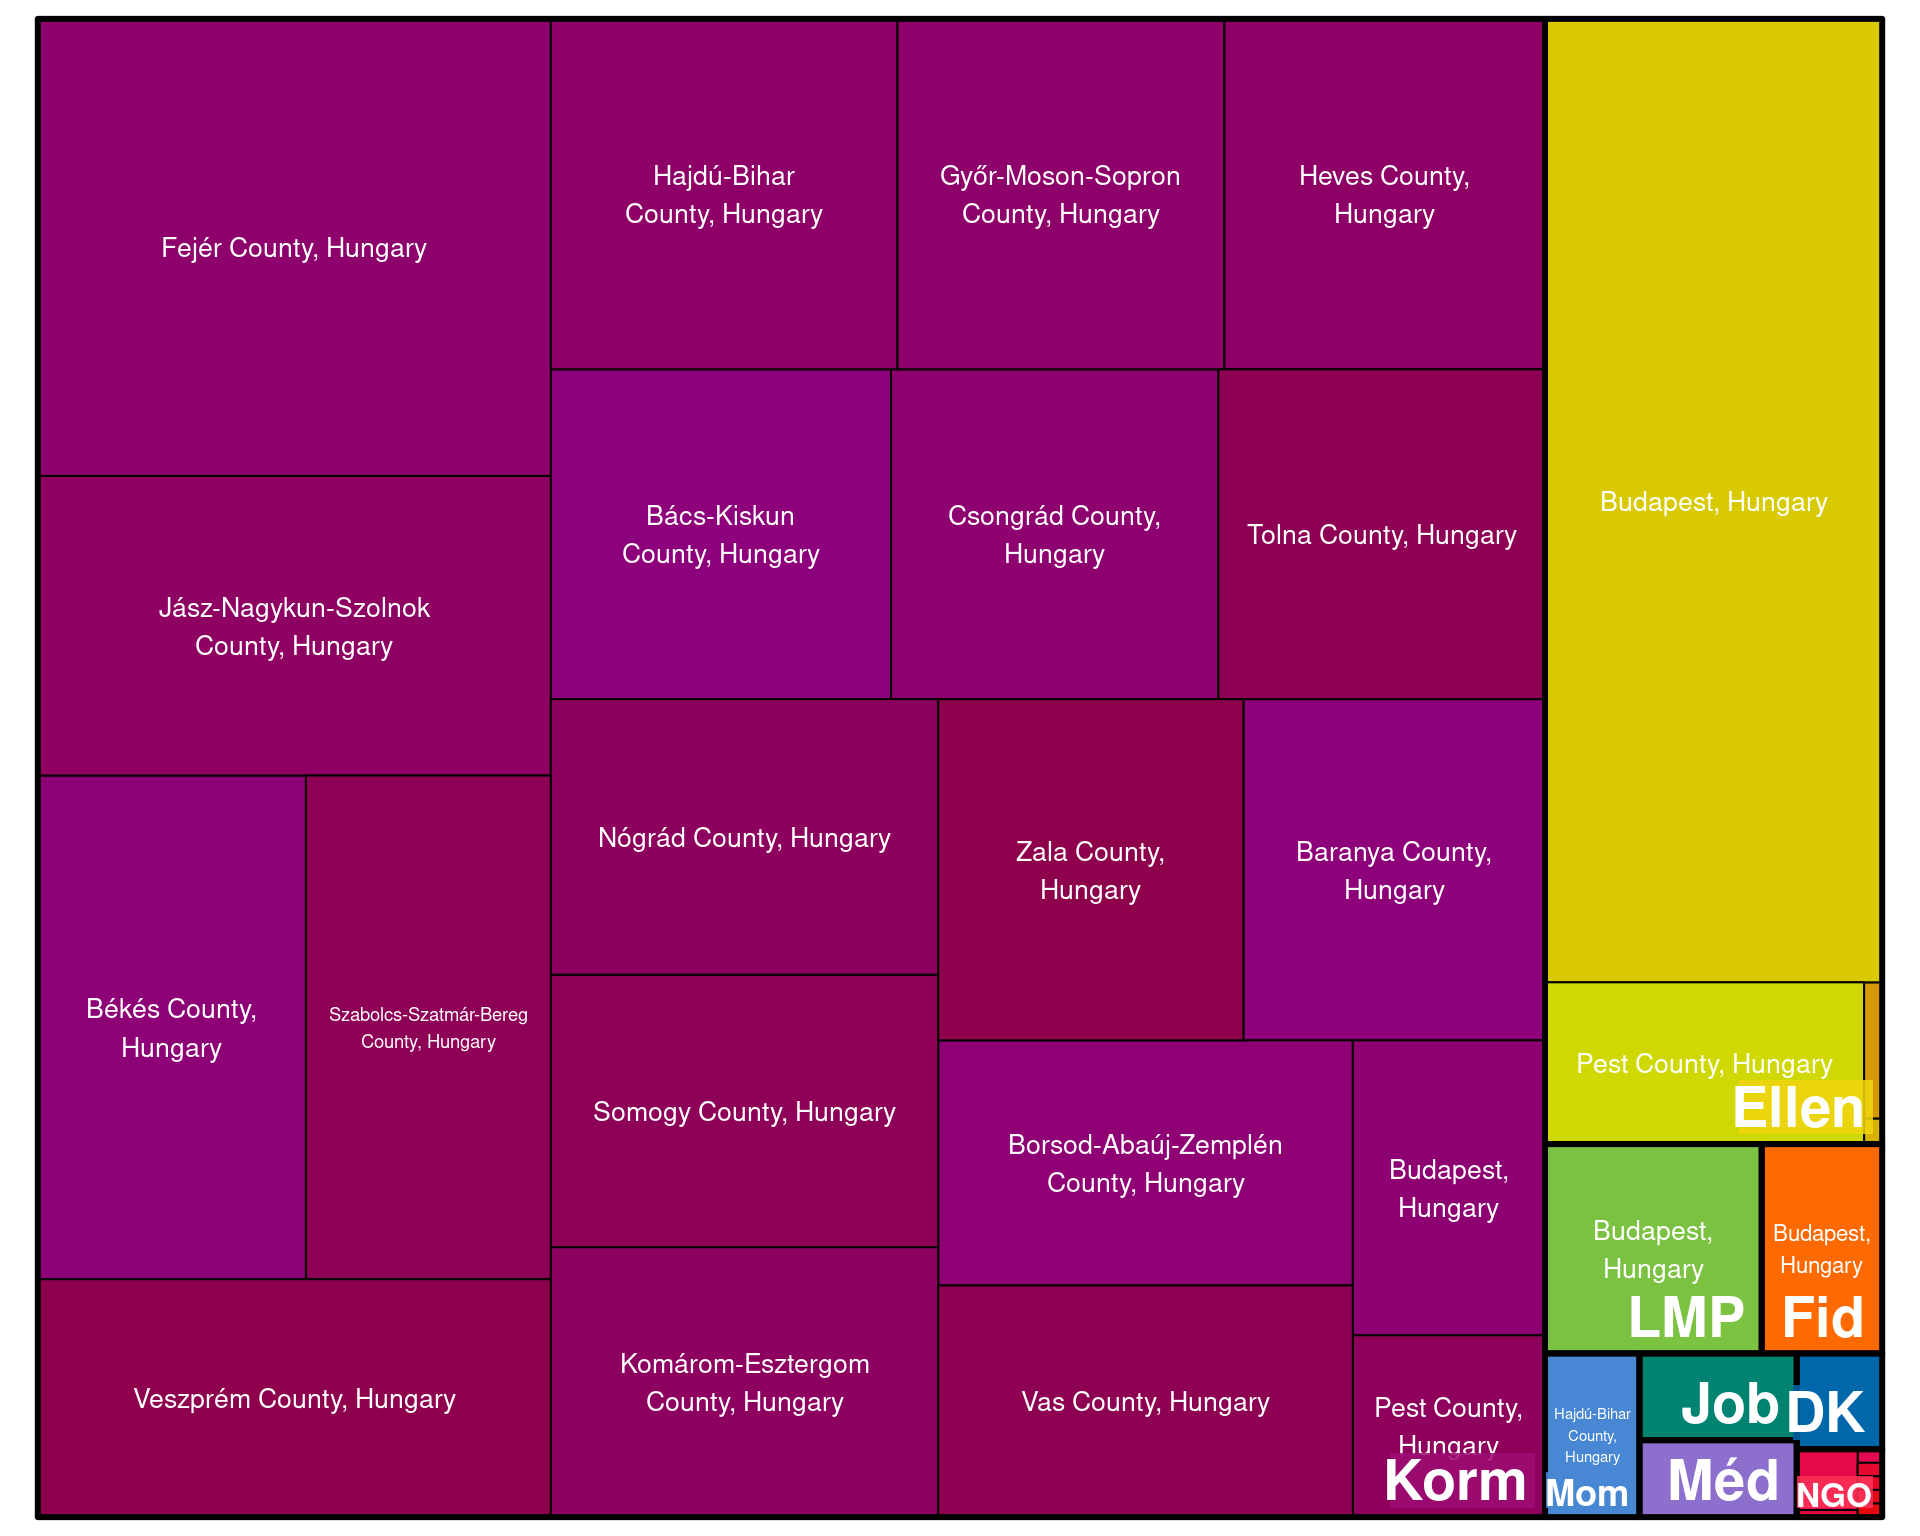 Fejér County, Hungary
Hajdú-Bihar
County, Hungary
Győr-Moson-Sopron
County, Hungary
Heves County,
Hungary
Budapest, Hungary
Jász-Nagykun-Szolnok
County, Hungary
Bács-Kiskun
County, Hungary
Csongrád County,
Hungary
Tolna County, Hungary
Békés County,
Hungary
Szabolcs-Szatmár-Bereg
County, Hungary
Nógrád County, Hungary
Zala County,
Hungary
Baranya County,
Hungary
Somogy County, Hungary
Borsod-Abaúj-Zemplén
County, Hungary
Budapest,
Hungary
Pest County, Hungary
Ellen
Veszprém County, Hungary
Komárom-Esztergom
County, Hungary
Vas County, Hungary
Pest County,
Hungary
Korm
Budapest,
Hungary
LMP
Budapest,
Hungary
Fid
Hajdú-Bihar
County,
Hungary
Mom
Job
DK
Méd
NGO